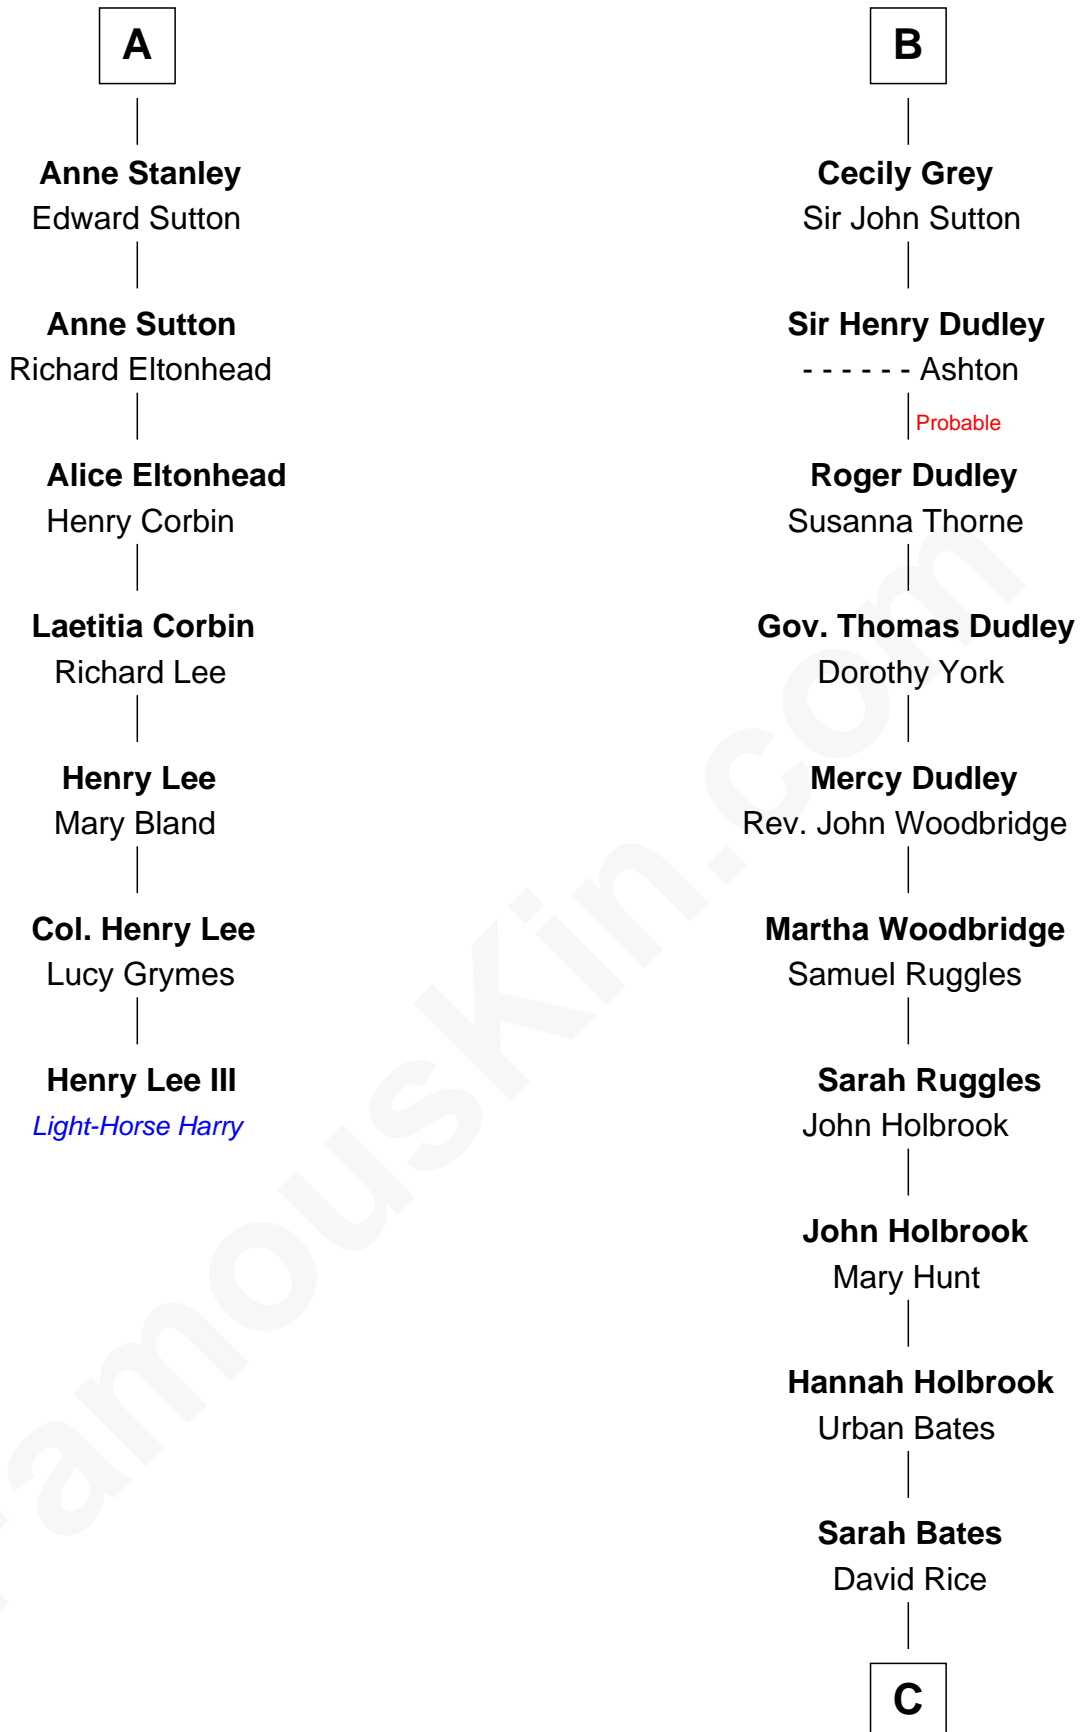 A
Anne Stanley
Edward Sutton
Anne Sutton
Richard Eltonhead
Alice Eltonhead
Henry Corbin
Laetitia Corbin
Richard Lee
Henry Lee
Mary Bland
Col. Henry Lee
Lucy Grymes
Henry Lee III
Light-Horse Harry
B
Cecily Grey
Sir John Sutton
Sir Henry Dudley
- - - - - - Ashton
Probable
Roger Dudley
Susanna Thorne
Gov. Thomas Dudley
Dorothy York
Mercy Dudley
Rev. John Woodbridge
Martha Woodbridge
Samuel Ruggles
Sarah Ruggles
John Holbrook
John Holbrook
Mary Hunt
Hannah Holbrook
Urban Bates
Sarah Bates
David Rice
C
FamousKin.com